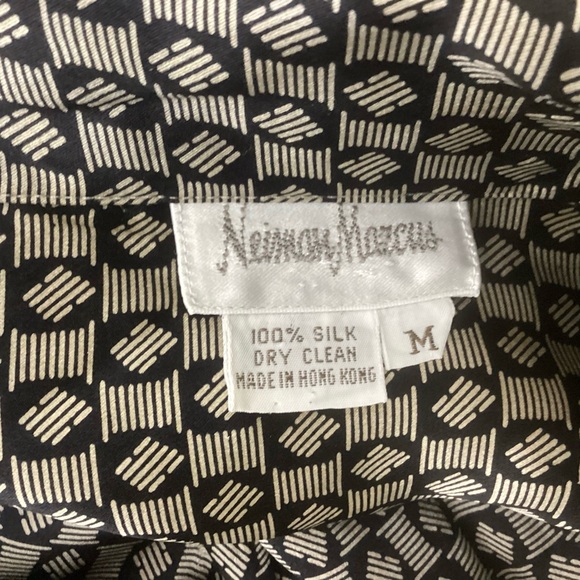 Neiman Marcus
100% SILK
DRY CLEAN
MADE IN HONG KONG
M